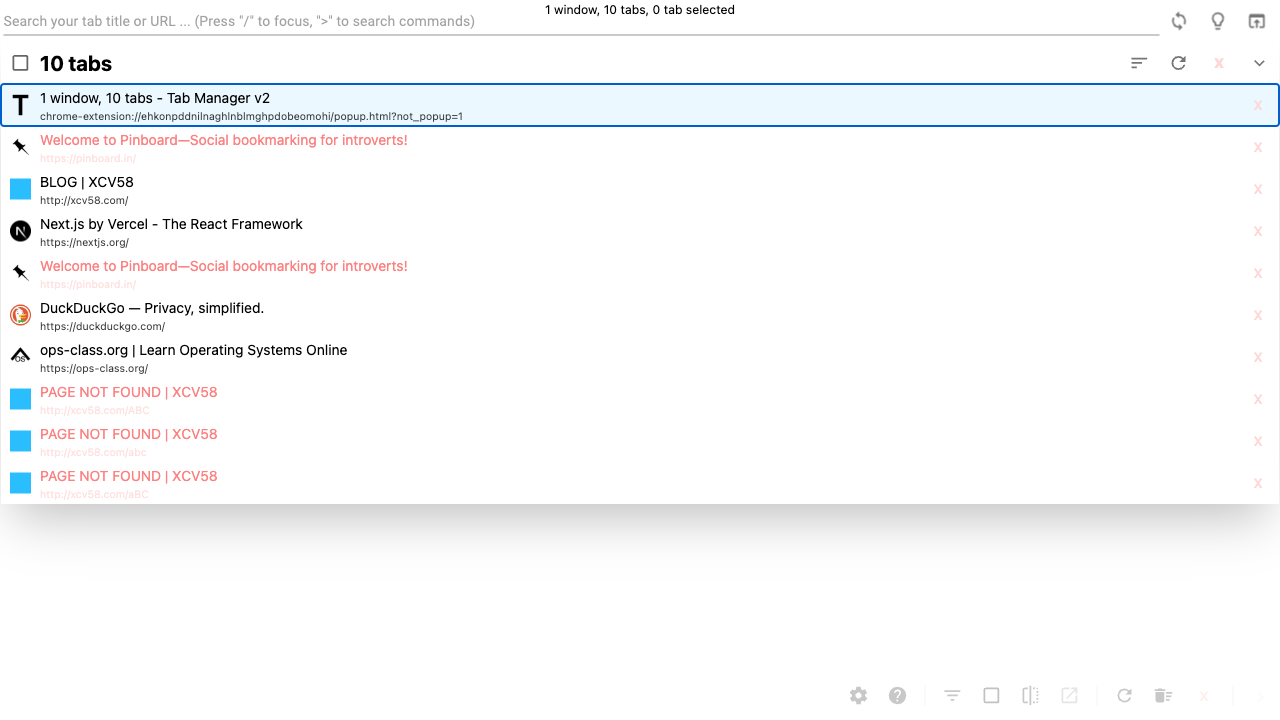 1 window, 10 tabs, 0 tab selected
Search your tab title or URL ... (Press "/" to focus, ">" to search commands)
10 tabs
X
T
1 window, 10 tabs - Tab Manager v2
chrome-extension://ehkonpddnilnaghlnblmghpdobeomohi/popup.html?not_popup=1
X
Welcome to Pinboard—Social bookmarking for introverts!
https://pinboard.in/
X
BLOG | XCV58
http://xcv58.com/
X
N
Next.js by Vercel - The React Framework
https://nextjs.org/
X
Welcome to Pinboard—Social bookmarking for introverts!
https://pinboard.in/
X
DuckDuckGo — Privacy, simplified.
https://duckduckgo.com/
X
OS
ops-class.org | Learn Operating Systems Online
https://ops-class.org/
X
PAGE NOT FOUND | XCV58
http://xcv58.com/ABC
X
PAGE NOT FOUND | XCV58
http://xcv58.com/abc
X
PAGE NOT FOUND | XCV58
http://xcv58.com/aBC
X
?
X